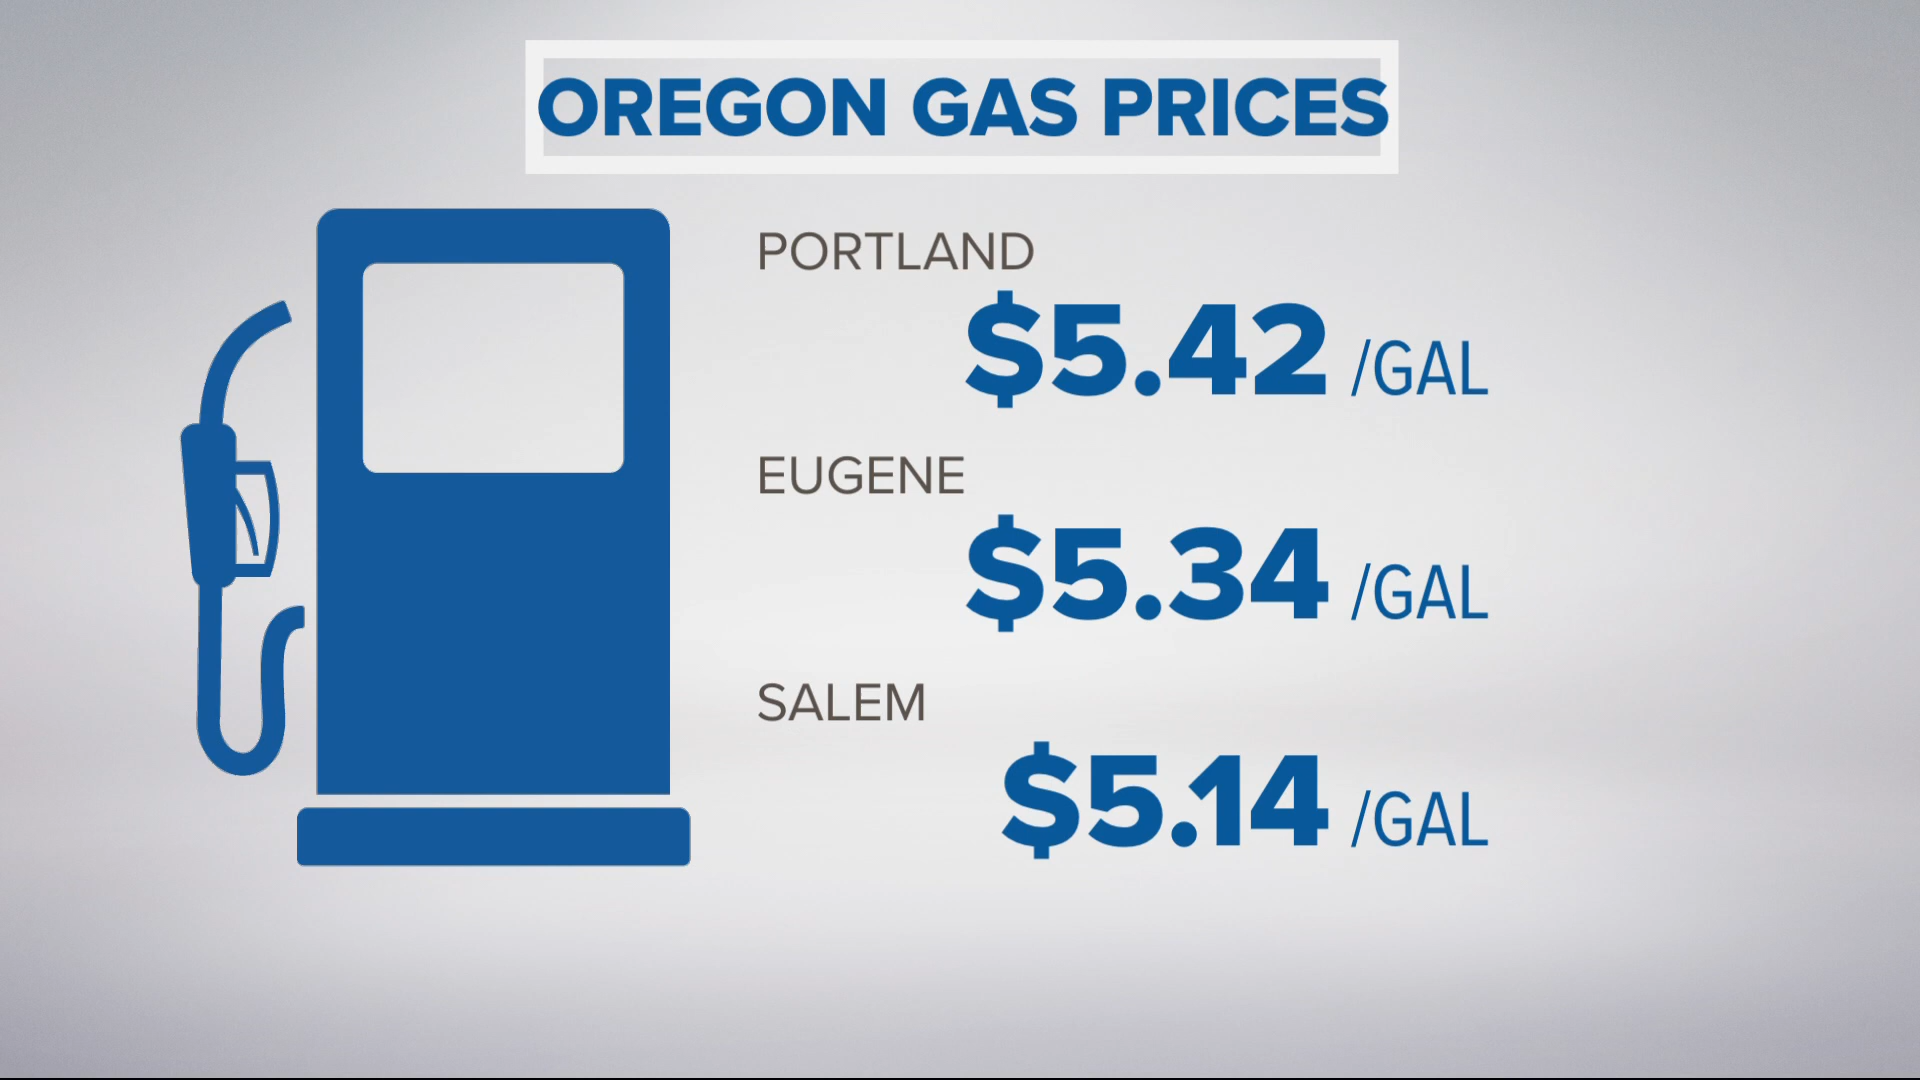 OREGON GAS PRICES
PORTLAND
$5.42 /GAL
EUGENE
$5.34 /GAL
SALEM
$5.14 /GAL